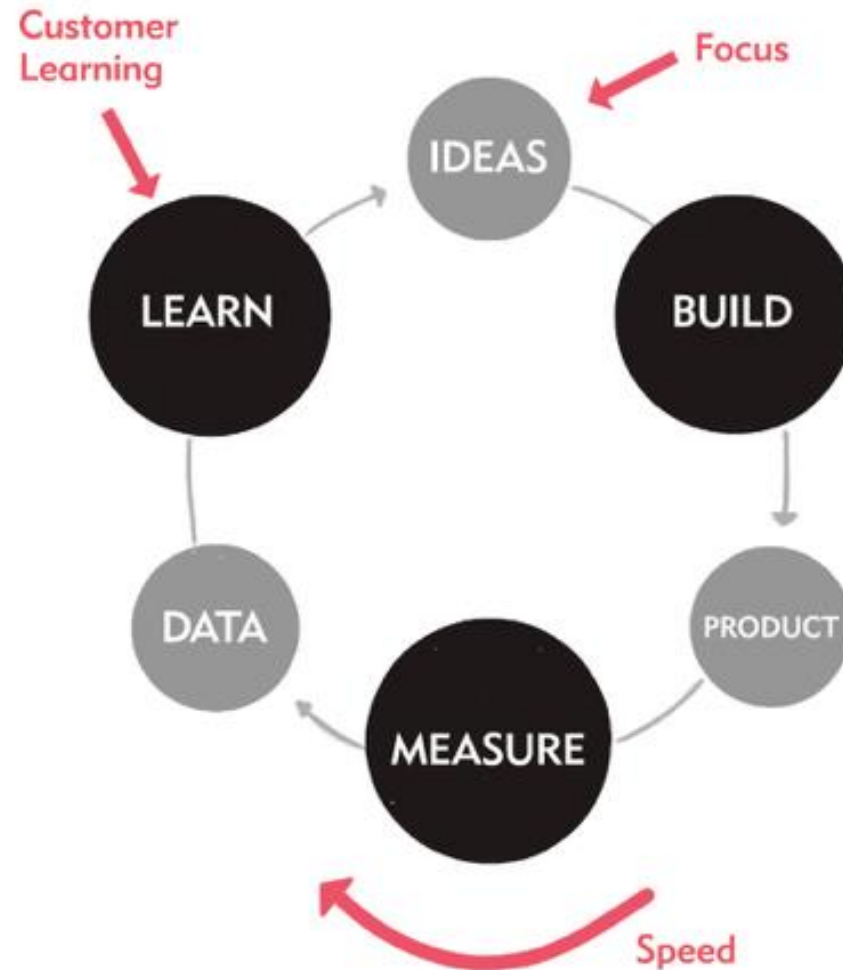 Customer
Learning
Focus
IDEAS
LEARN
BUILD
DATA
PRODUCT
MEASURE
Speed